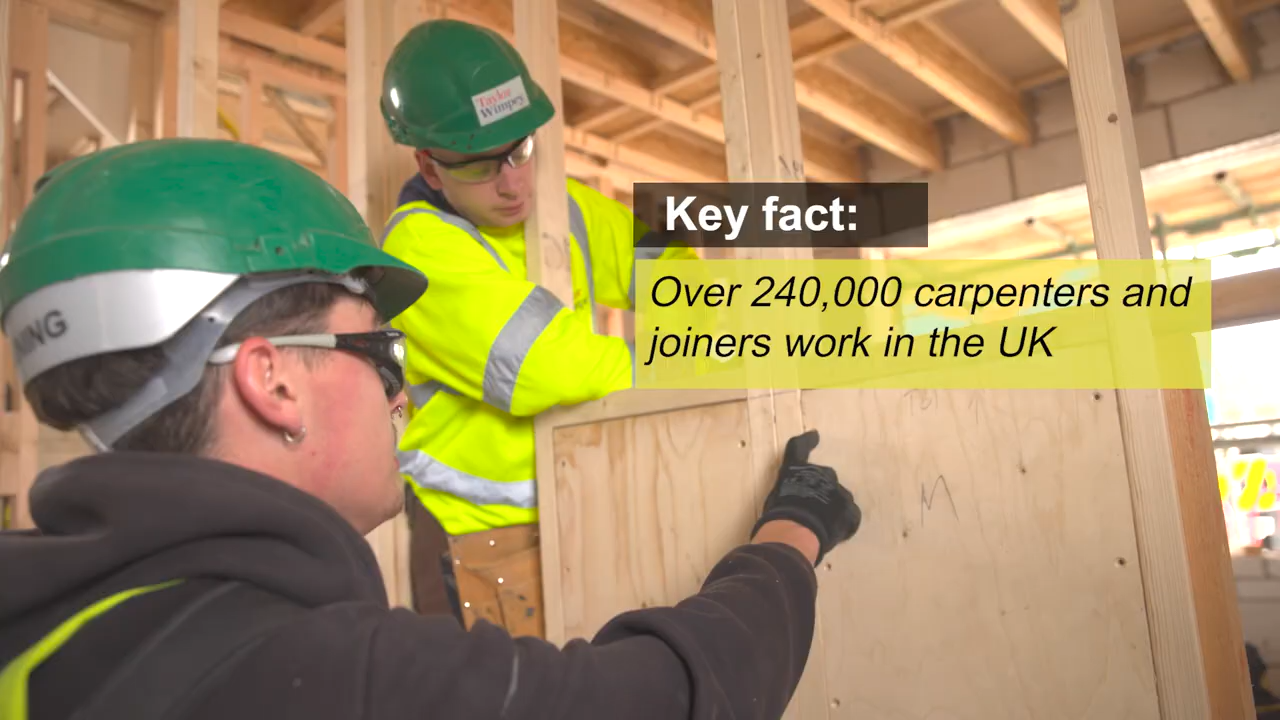 Taylor
Wimpey
Key fact:
Over 240,000 carpenters and
joiners work in the UK
M